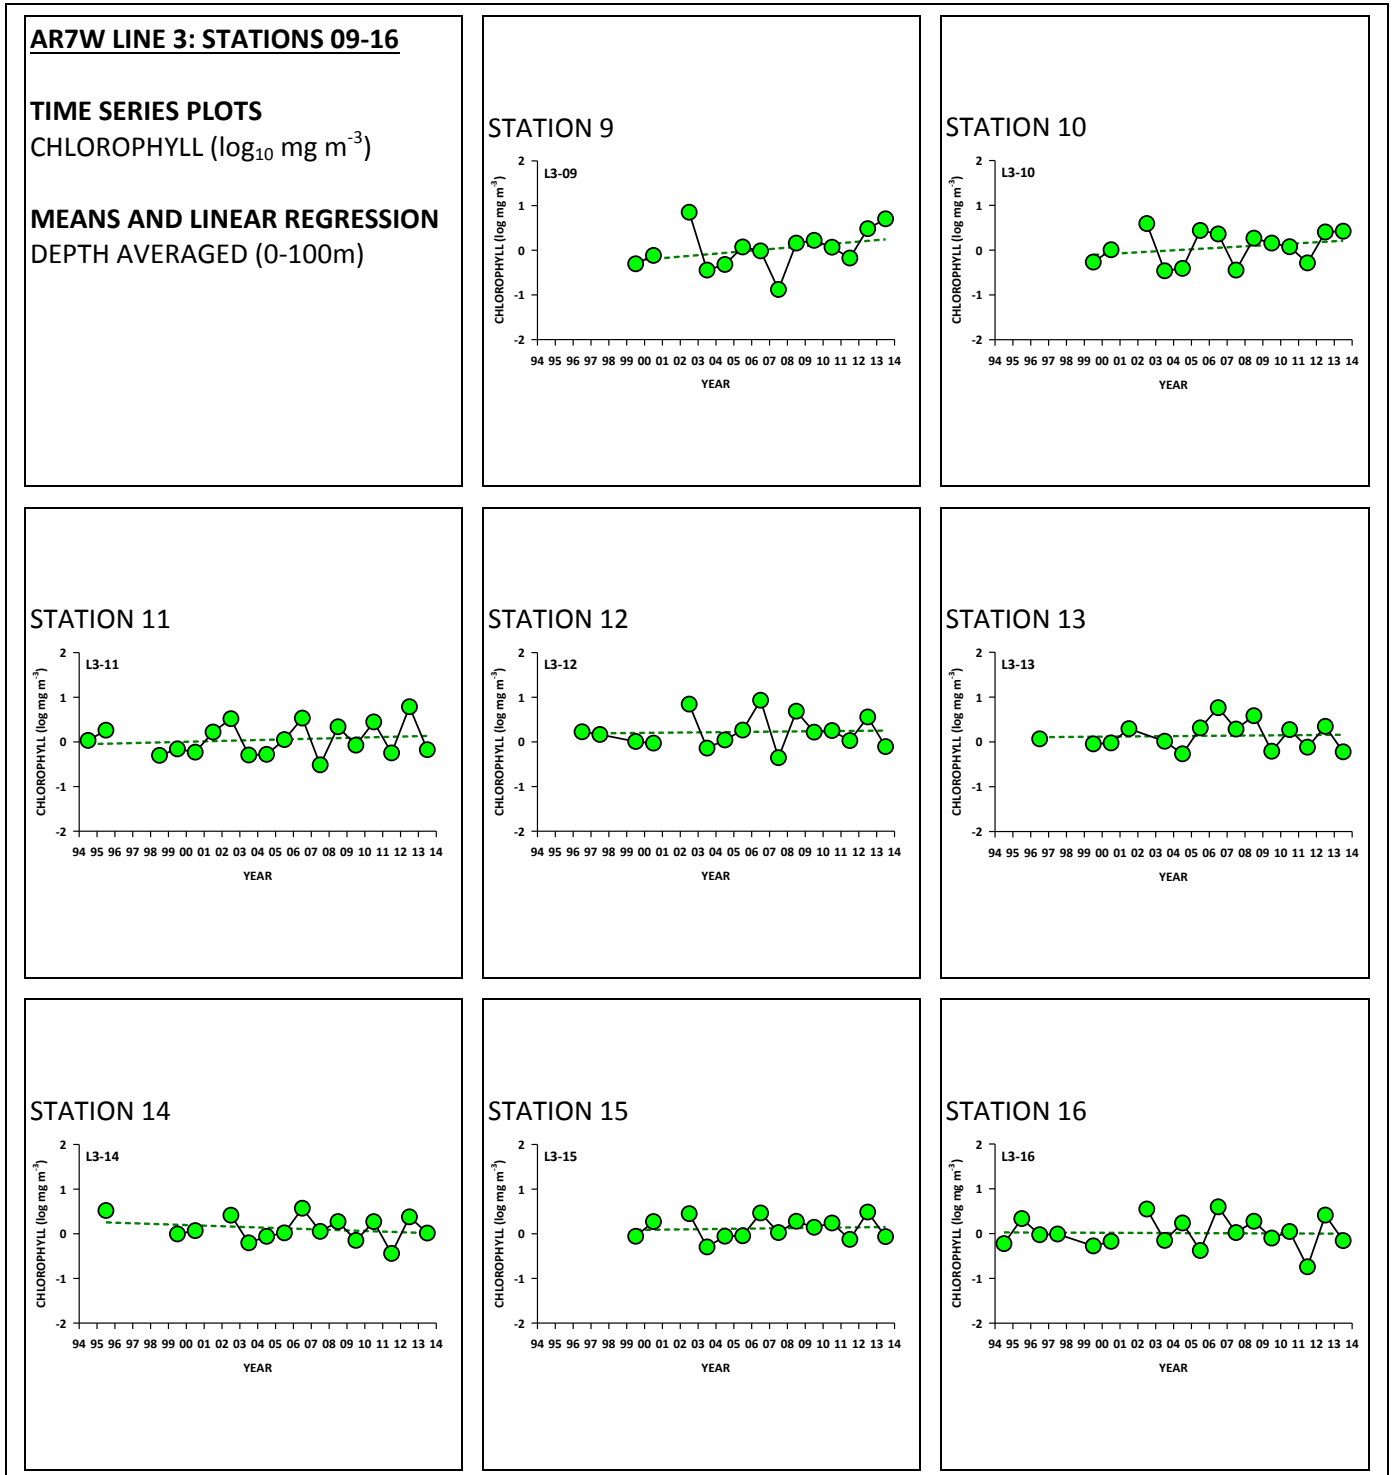 AR7W LINE 3: STATIONS 09-16
TIME SERIES PLOTS
CHLOROPHYLL (log₁₀ mg m⁻³)
MEANS AND LINEAR REGRESSION
DEPTH AVERAGED (0-100m)
STATION 9
L3-09
CHLOROPHYLL (log mg m⁻³)
2
1
0
-1
-2
94 95 96 97 98 99 00 01 02 03 04 05 06 07 08 09 10 11 12 13 14
YEAR
STATION 10
L3-10
CHLOROPHYLL (log mg m⁻³)
2
1
0
-1
-2
94 95 96 97 98 99 00 01 02 03 04 05 06 07 08 09 10 11 12 13 14
YEAR
STATION 11
L3-11
CHLOROPHYLL (log mg m⁻³)
2
1
0
-1
-2
94 95 96 97 98 99 00 01 02 03 04 05 06 07 09 10 11 12 13 14
YEAR
STATION 12
L3-12
CHLOROPHYLL (log mg m⁻³)
2
1
0
-1
-2
94 95 96 97 98 99 00 01 02 03 04 05 06 07 08 09 10 11 12 13 14
YEAR
STATION 13
L3-13
CHLOROPHYLL (log mg m⁻³)
2
1
0
-1
-2
94 95 96 97 98 99 00 01 02 03 04 05 06 07 08 09 10 11 12 13 14
YEAR
STATION 14
L3-14
CHLOROPHYLL (log mg m⁻³)
2
1
0
-1
-2
94 95 96 97 98 99 00 01 02 03 04 05 06 07 08 09 10 11 12 13 14
YEAR
STATION 15
L3-15
CHLOROPHYLL (log mg m⁻³)
2
1
0
-1
-2
94 95 96 97 98 99 00 01 02 03 04 05 06 07 08 09 10 11 12 13 14
YEAR
STATION 16
L3-16
CHLOROPHYLL (log mg m⁻³)
2
1
0
-1
-2
94 95 96 97 98 99 00 01 02 03 04 05 06 07 08 09 10 11 12 13 14
YEAR